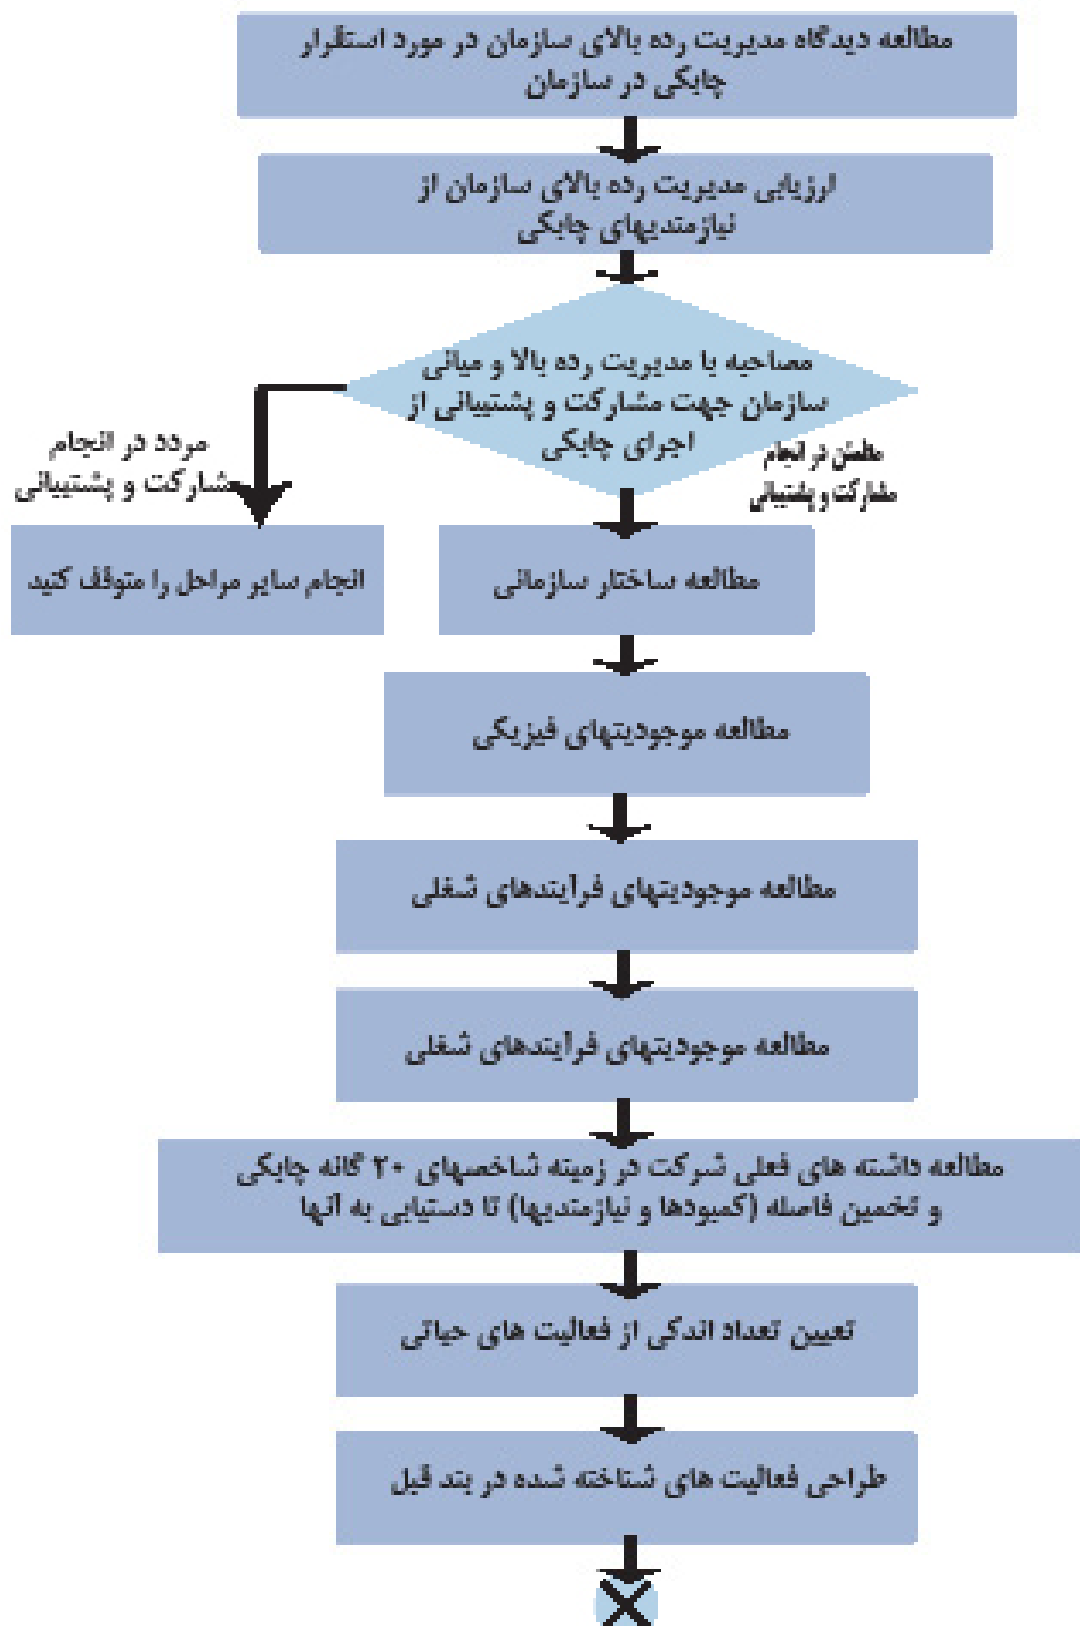 مطالعه دیدگاه مدیریت رده بالای سازمان در مورد استقرار
چابکی در سازمان
ارزیابی مدیریت رده بالای سازمان از
نیازمندیهای چابکی
مصاحبه با مدیریت رده بالا و میانی
سازمان جهت مشارکت و پشتیبانی از
اجرای چابکی
مردد در انجام
مشارکت و پشتیبانی
مطمئن در انجام
مشارکت و پشتیبانی
انجام سایر مراحل را متوقف کنید
مطالعه ساختار سازمانی
مطالعه موجودیتهای فیزیکی
مطالعه موجودیتهای فرآیندهای شغلی
مطالعه موجودیتهای فرآیندهای شغلی
مطالعه داشته های فعلی شرکت در زمینه شاخصهای ۲۰ گانه چابکی
و تخمین فاصله (کمبودها و نیازمندیها) تا دستیابی به آنها
تعیین تعداد اندکی از فعالیت های حیاتی
طراحی فعالیت های شناخته شده در بند قبل